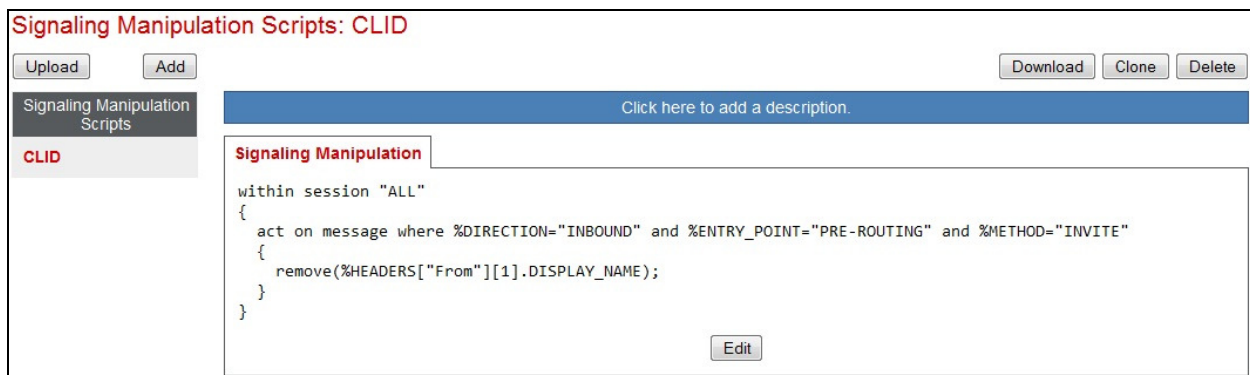 Signaling Manipulation Scripts: CLID
Upload Add Download Clone Delete
Signaling Manipulation
Scripts
Click here to add a description.
CLID
Signaling Manipulation
within session "ALL"
{
act on message where %DIRECTION="INBOUND" and %ENTRY_POINT="PRE-ROUTING" and %METHOD="INVITE"
{
remove(%HEADERS["From"][1].DISPLAY_NAME);
}
}
Edit